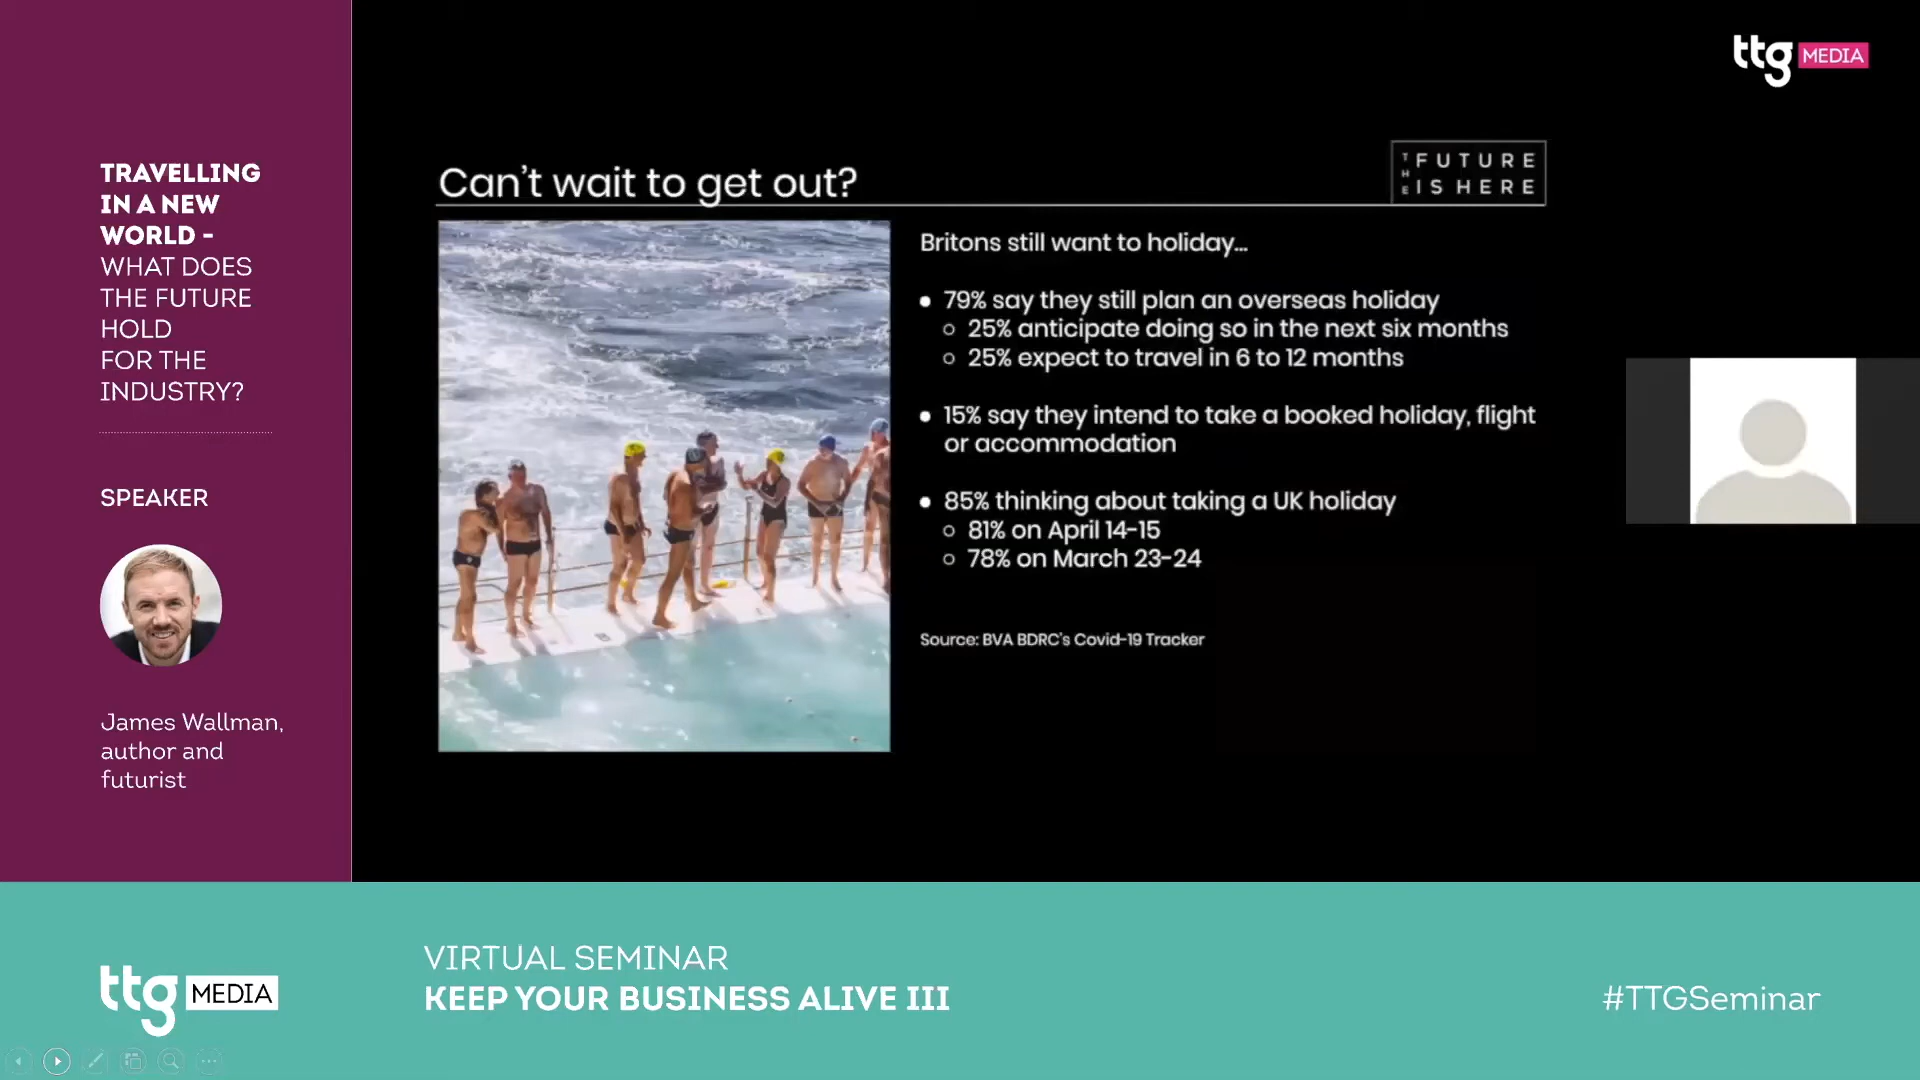 ttg MEDIA
TRAVELLING
IN A NEW
WORLD -
WHAT DOES
THE FUTURE
HOLD
FOR THE
INDUSTRY?
SPEAKER
James Wallman,
author and
futurist
Can't wait to get out?
THE FUTURE
IS HERE
Britons still want to holiday...
● 79% say they still plan an overseas holiday
○ 25% anticipate doing so in the next six months
○ 25% expect to travel in 6 to 12 months
● 15% say they intend to take a booked holiday, flight
or accommodation
● 85% thinking about taking a UK holiday
○ 81% on April 14-15
○ 78% on March 23-24
Source: BVA BDRC's Covid-19 Tracker
ttg MEDIA
VIRTUAL SEMINAR
KEEP YOUR BUSINESS ALIVE III
#TTGSeminar